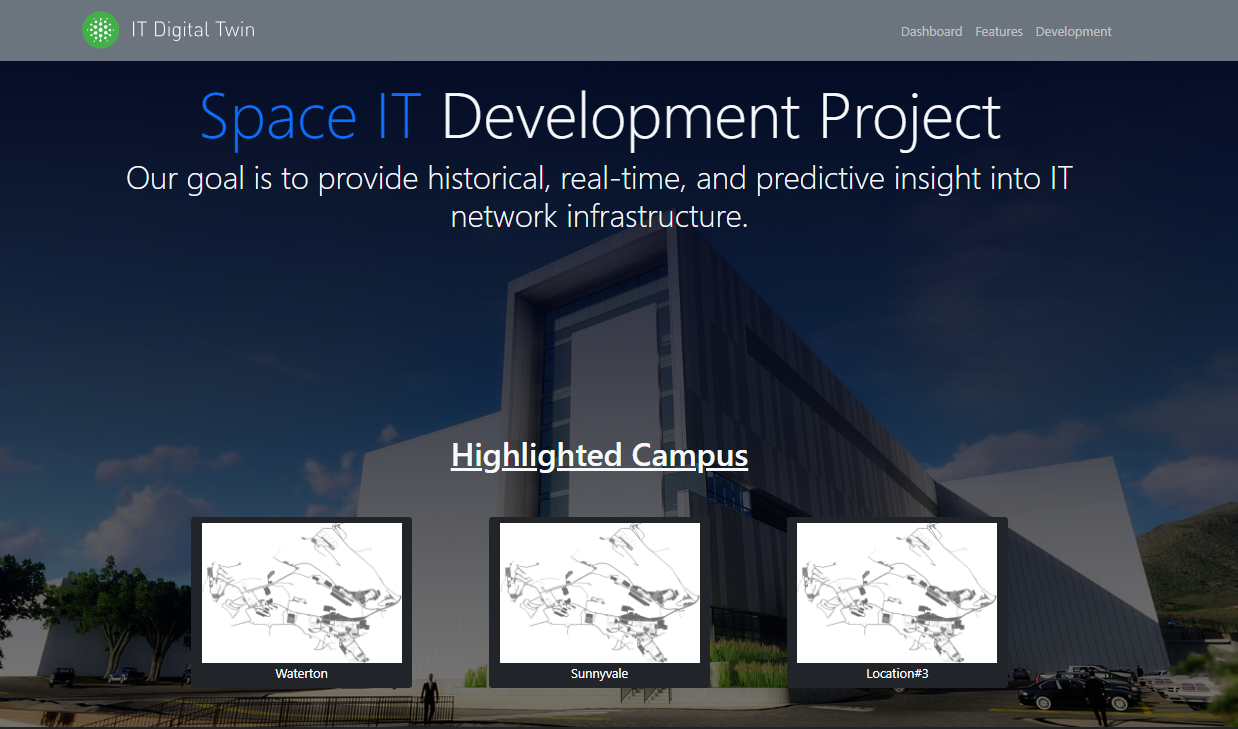 IT Digital Twin
Dashboard Features Development
Space IT Development Project
Our goal is to provide historical, real-time, and predictive insight into IT
network infrastructure.
Highlighted Campus
Waterton
Sunnyvale
Location#3